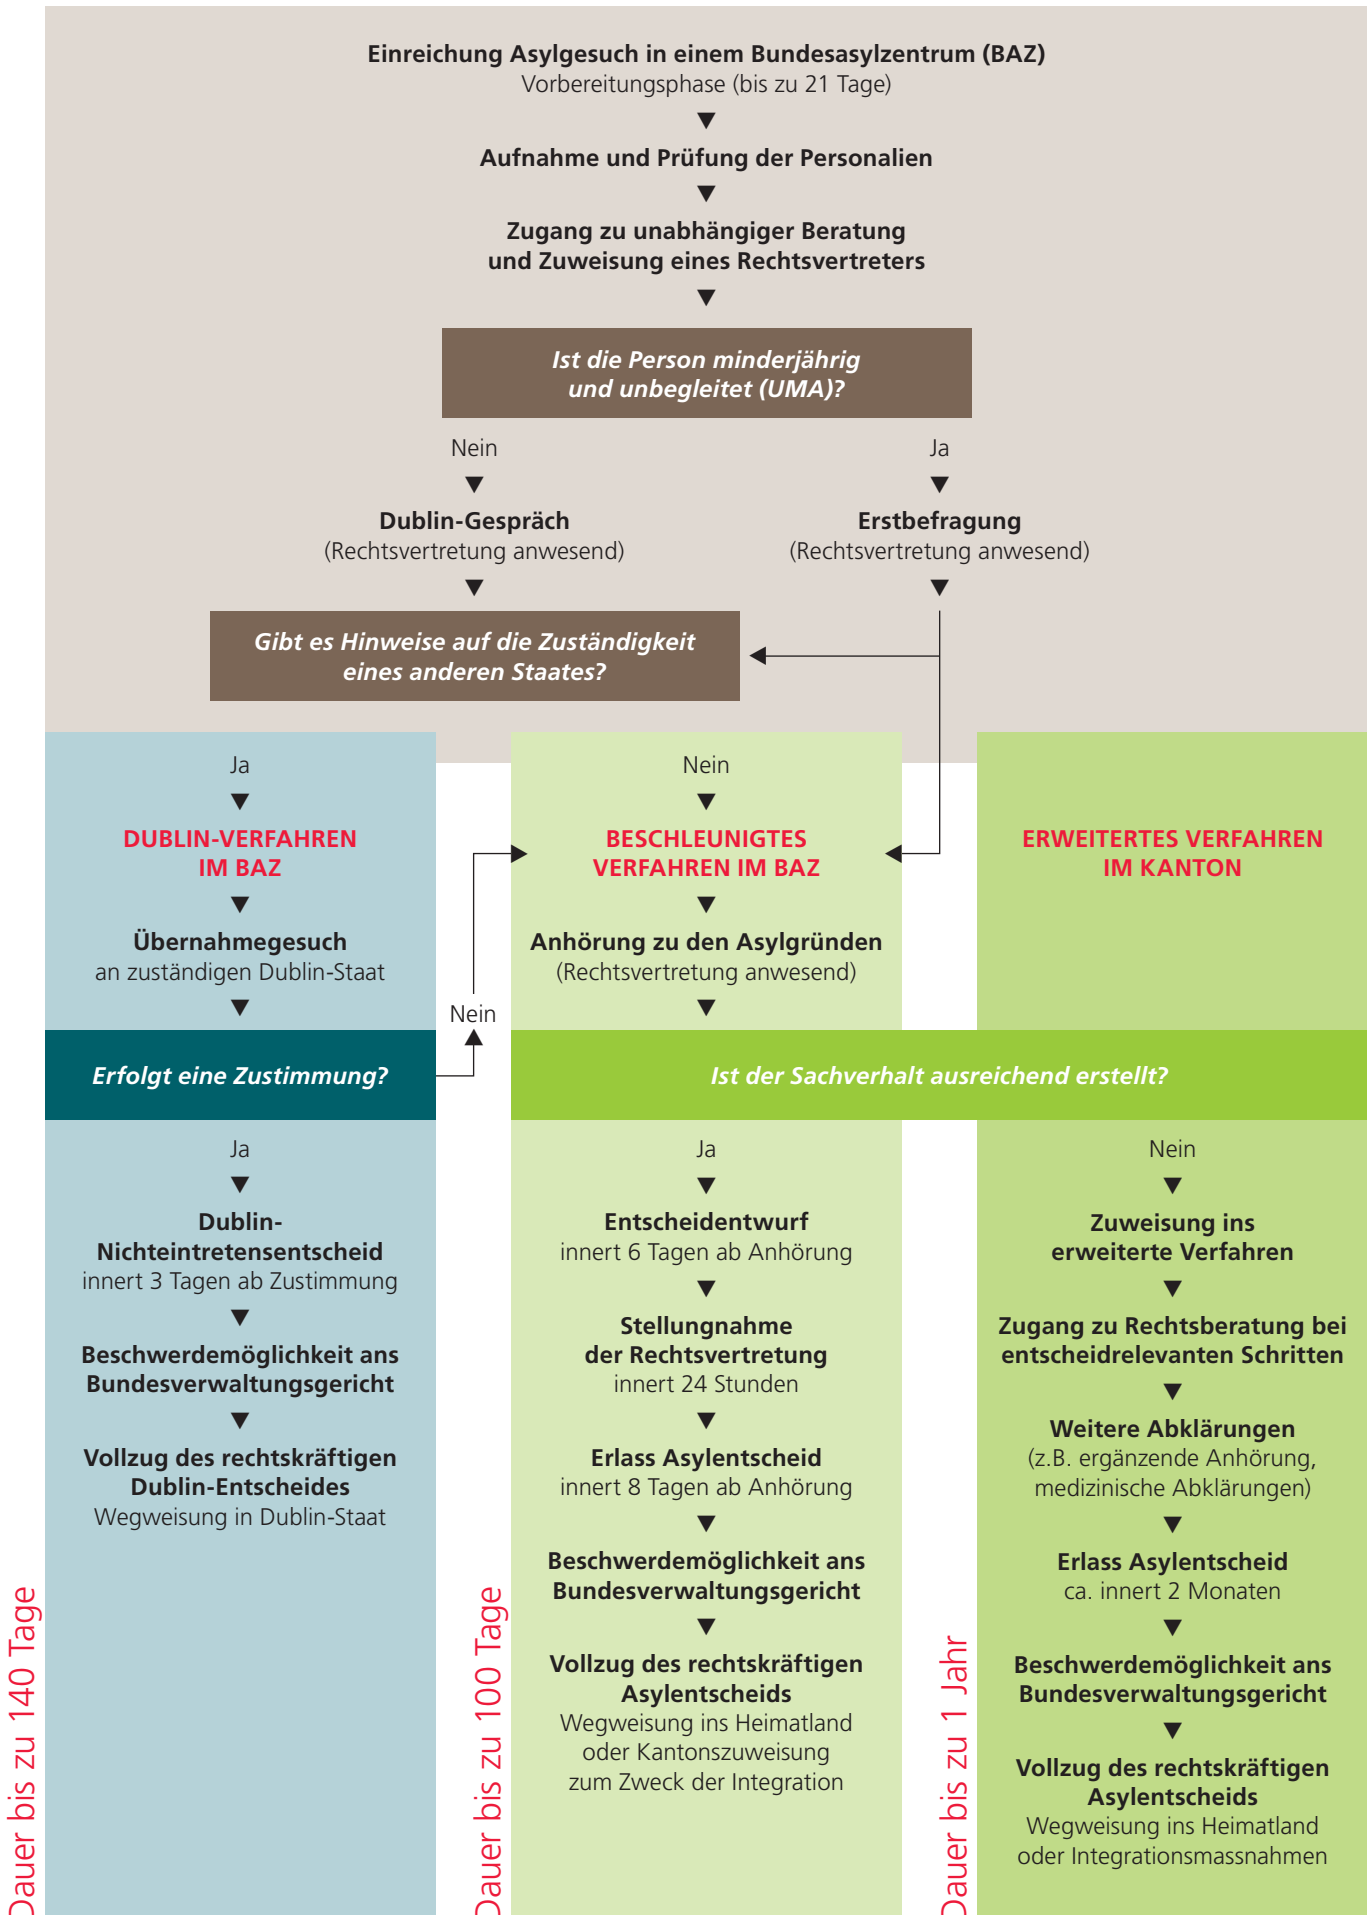 Einreichung Asylgesuch in einem Bundesasylzentrum (BAZ)
Vorbereitungsphase (bis zu 21 Tage)
Aufnahme und Prüfung der Personalien
Zugang zu unabhängiger Beratung
und Zuweisung eines Rechtsvertreters
Ist die Person minderjährig
und unbegleitet (UMA)?
Nein
Dublin-Gespräch
(Rechtsvertretung anwesend)
Ja
Erstbefragung
(Rechtsvertretung anwesend)
Gibt es Hinweise auf die Zuständigkeit
eines anderen Staates?
Ja
DUBLIN-VERFAHREN
IM BAZ
Übernahmegesuch
an zuständigen Dublin-Staat
Erfolgt eine Zustimmung?
Nein
Ja
Dublin-
Nichteintretensentscheid
innert 3 Tagen ab Zustimmung
Beschwerdemöglichkeit ans
Bundesverwaltungsgericht
Vollzug des rechtskräftigen
Dublin-Entscheides
Wegweisung in Dublin-Staat
Dauer bis zu 140 Tage
Nein
BESCHLEUNIGTES
VERFAHREN IM BAZ
Anhörung zu den Asylgründen
(Rechtsvertretung anwesend)
Ist der Sachverhalt ausreichend erstellt?
Ja
Entscheidentwurf
innert 6 Tagen ab Anhörung
Stellungnahme
der Rechtsvertretung
innert 24 Stunden
Erlass Asylentscheid
innert 8 Tagen ab Anhörung
Beschwerdemöglichkeit ans
Bundesverwaltungsgericht
Vollzug des rechtskräftigen
Asylentscheids
Wegweisung ins Heimatland
oder Kantonszuweisung
zum Zweck der Integration
Dauer bis zu 100 Tage
ERWEITERTES VERFAHREN
IM KANTON
Nein
Zuweisung ins
erweiterte Verfahren
Zugang zu Rechtsberatung bei
entscheidrelevanten Schritten
Weitere Abklärungen
(z.B. ergänzende Anhörung,
medizinische Abklärungen)
Erlass Asylentscheid
ca. innert 2 Monaten
Beschwerdemöglichkeit ans
Bundesverwaltungsgericht
Vollzug des rechtskräftigen
Asylentscheids
Wegweisung ins Heimatland
oder Integrationsmassnahmen
Dauer bis zu 1 Jahr